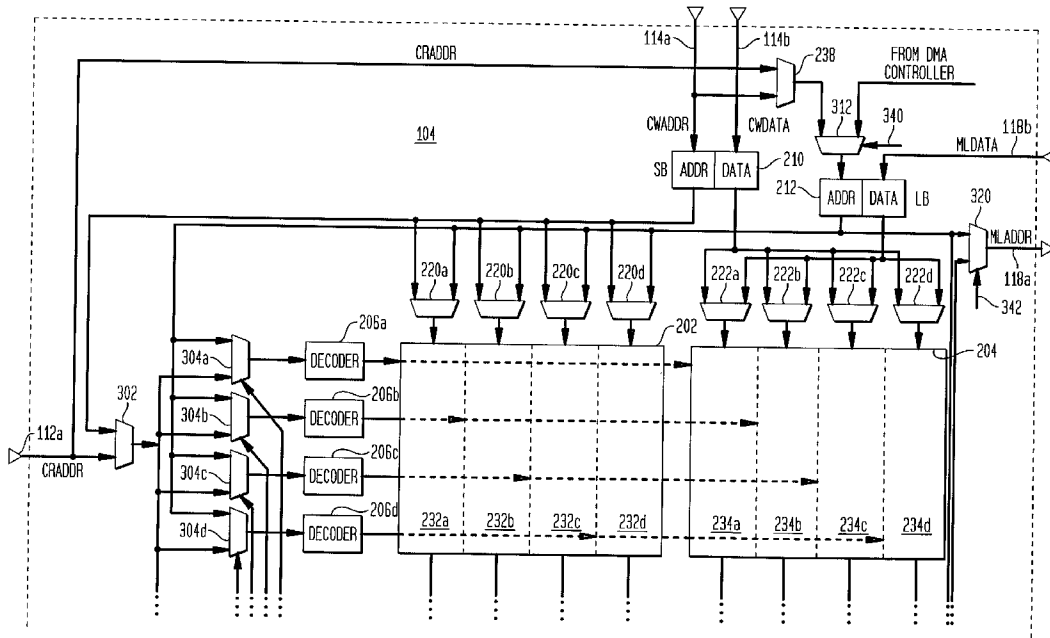 114a
114b
CRADDR
238
FROM DMA
CONTROLLER
312
340
118b
104
CWADDR
CWDATA
MLDATA
SB
ADDR
DATA
210
212
ADDR
DATA
LB
320
MLADDR
118a
220a
220b
220c
220d
222a
222b
222c
222d
342
206a
202
204
304a
DECODER
206b
302
304b
DECODER
112a
206c
CRADDR
304c
DECODER
206d
304d
DECODER
232a
232b
232c
232d
234a
234b
234c
234d